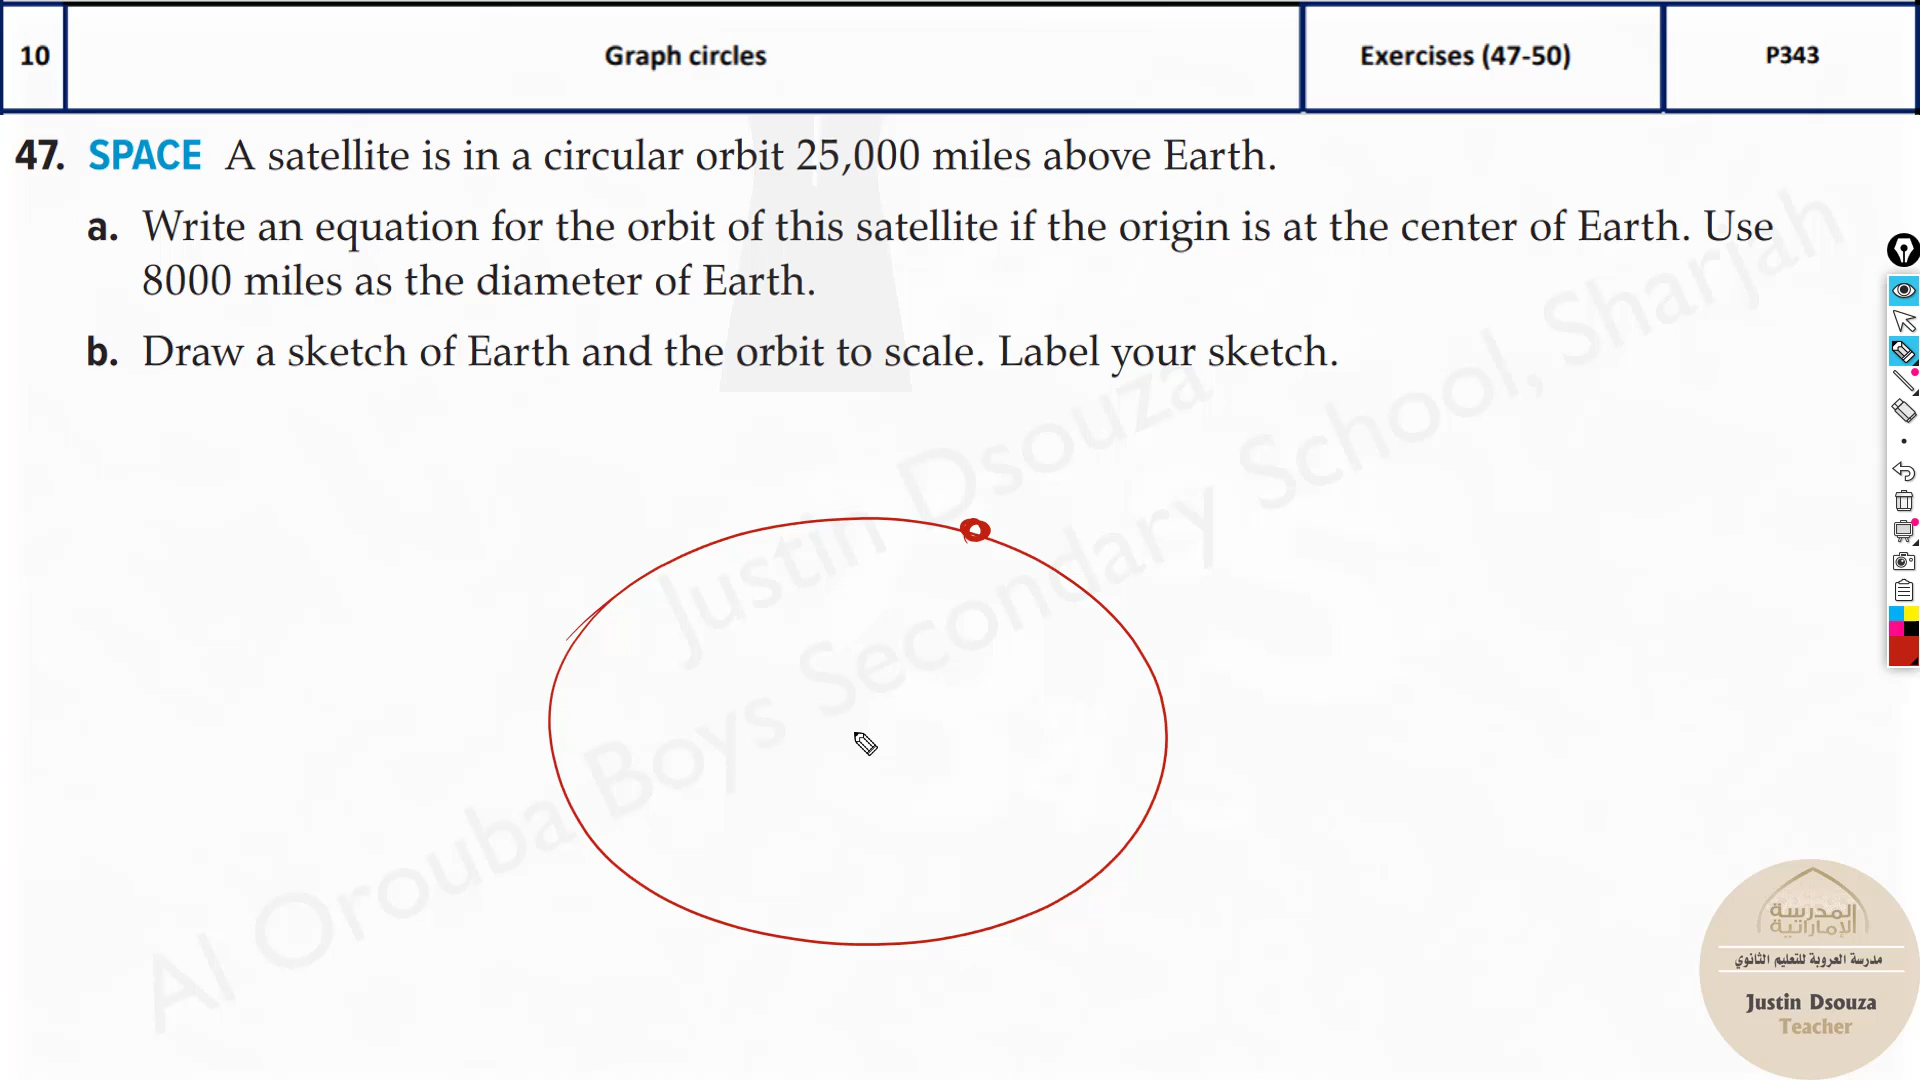 10
Graph circles
Exercises (47-50)
P343
47. SPACE A satellite is in a circular orbit 25,000 miles above Earth.
a. Write an equation for the orbit of this satellite if the origin is at the center of Earth. Use
8000 miles as the diameter of Earth.
b. Draw a sketch of Earth and the orbit to scale. Label your sketch.
Justin Dsouza
Al Orouba Boys Secondary School, Sharjah
المدرسة
الإماراتية
مدرسة العروبة للتعليم الثانوي
Justin Dsouza
Teacher